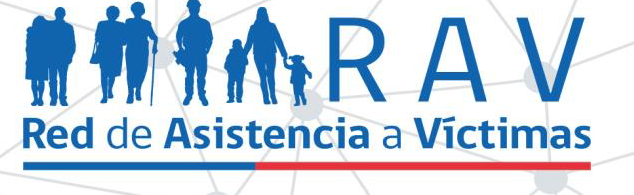 RAV
Red de Asistencia a Víctimas